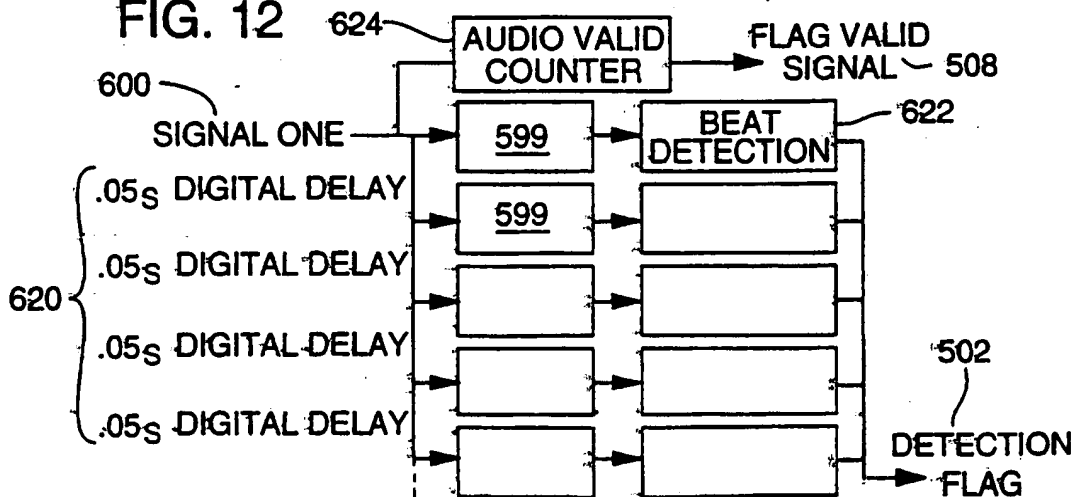 FIG. 12
624
AUDIO VALID
COUNTER
FLAG VALID
SIGNAL
508
600
SIGNAL ONE
599
BEAT
DETECTION
622
.05s DIGITAL DELAY
599
.05s DIGITAL DELAY
620
.05s DIGITAL DELAY
.05s DIGITAL DELAY
502
DETECTION
FLAG